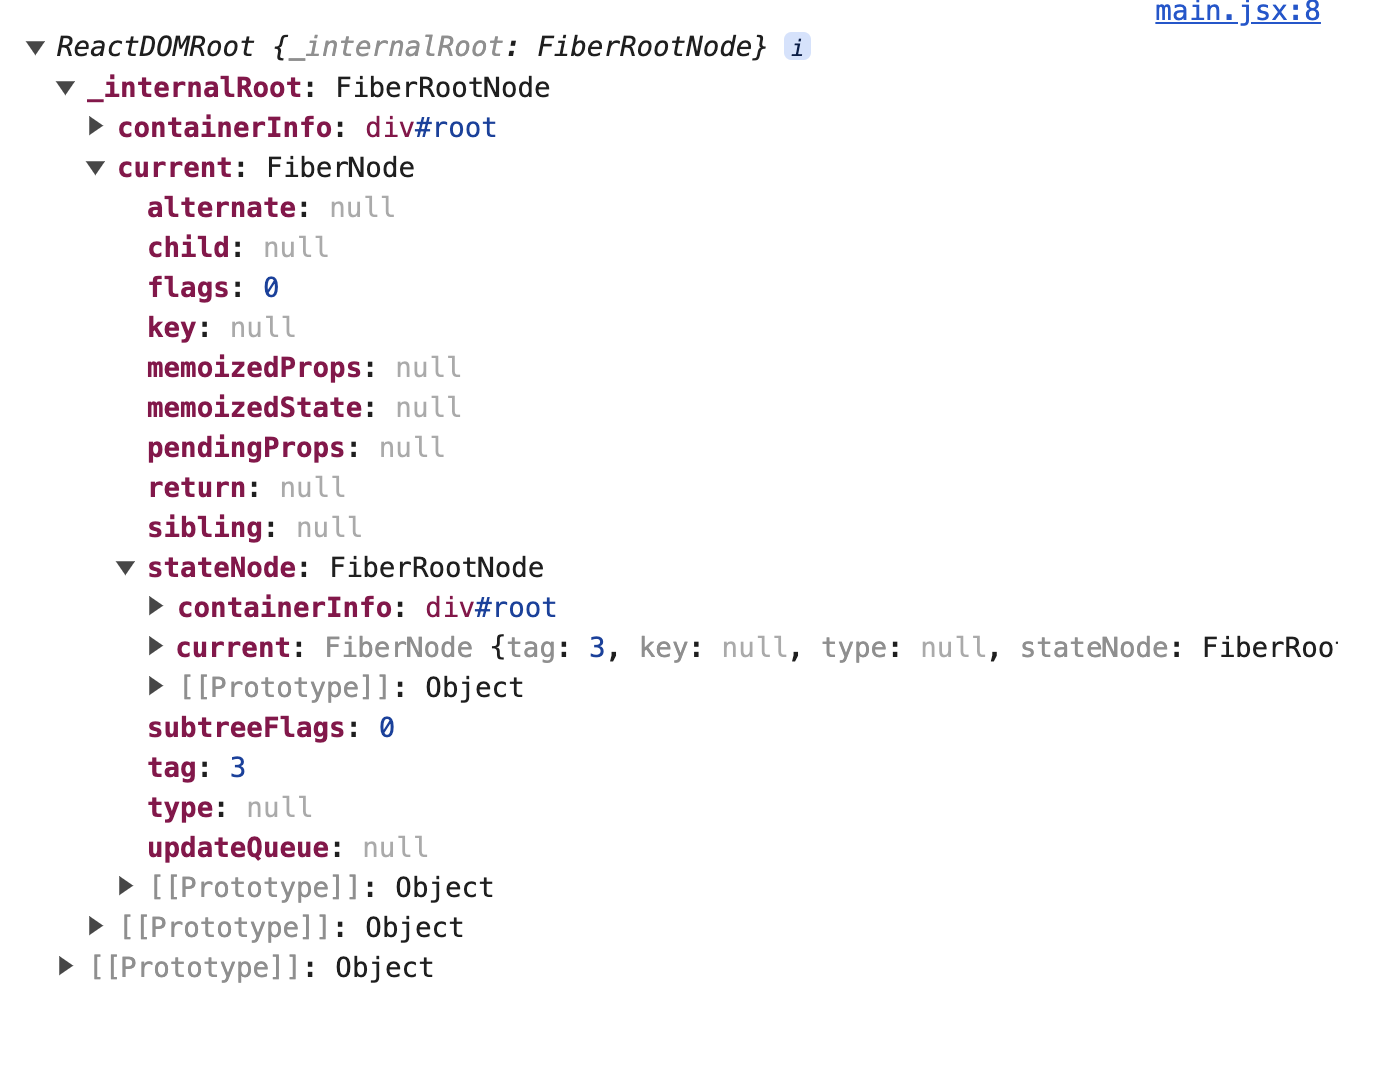 main.jsx:8
ReactDOMRoot {_internalRoot: FiberRootNode} i
_internalRoot: FiberRootNode
containerInfo: div#root
current: FiberNode
alternate: null
child: null
flags: 0
key: null
memoizedProps: null
memoizedState: null
pendingProps: null
return: null
sibling: null
stateNode: FiberRootNode
containerInfo: div#root
current: FiberNode {tag: 3, key: null, type: null, stateNode: FiberRoo
[[Prototype]]: Object
subtreeFlags: 0
tag: 3
type: null
updateQueue: null
[[Prototype]]: Object
[[Prototype]]: Object
[[Prototype]]: Object